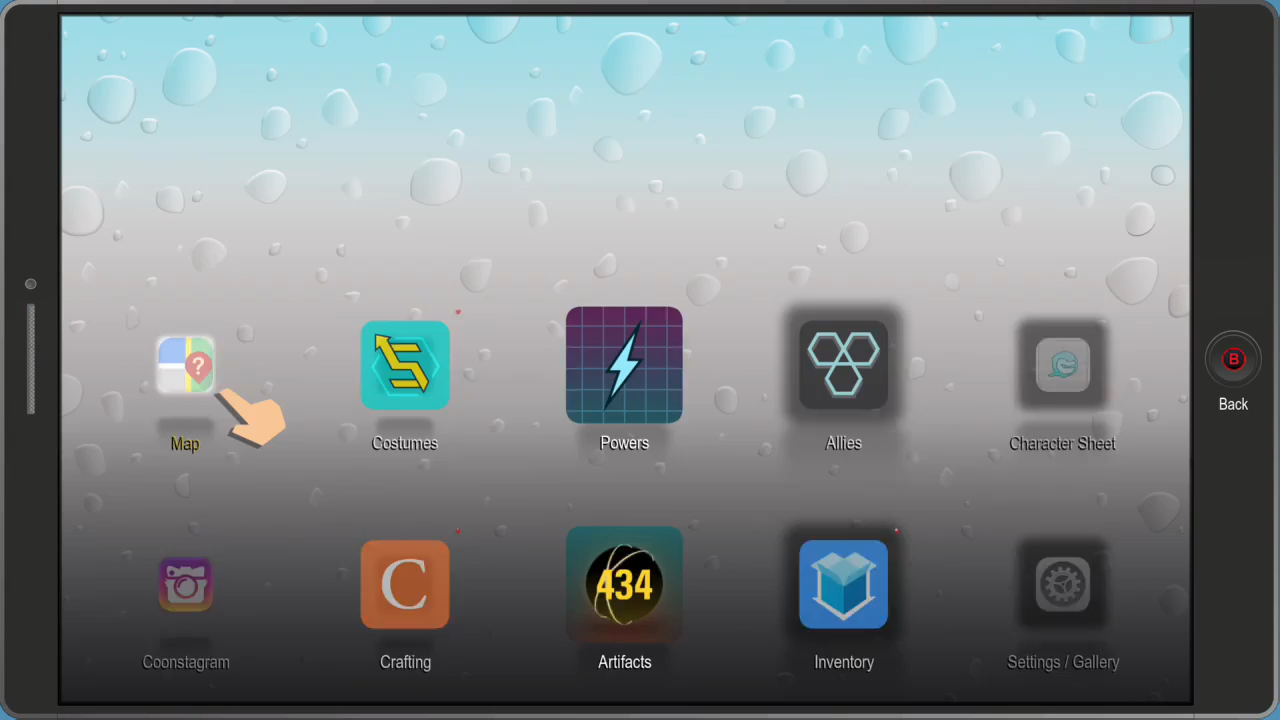 ?
Map
Costumes
Powers
Allies
Character Sheet
B
Back
C
434
Coonstagram
Crafting
Artifacts
Inventory
Settings / Gallery